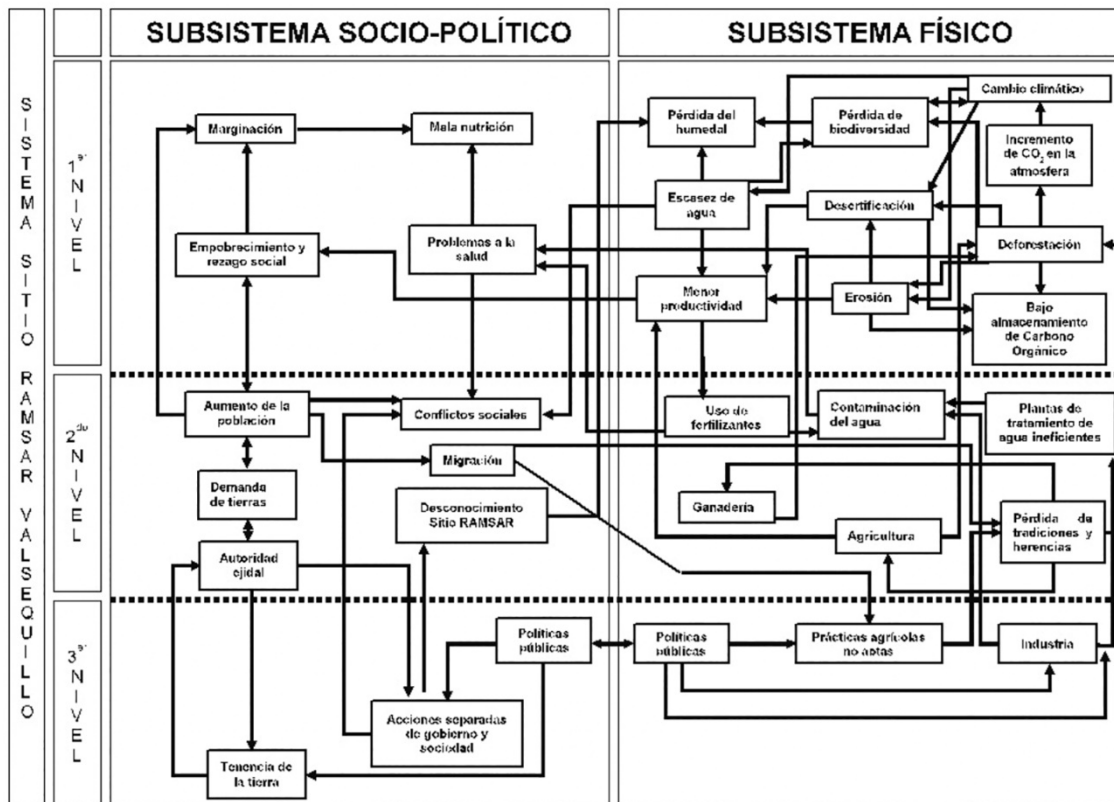 SUBSISTEMA SOCIO-POLÍTICO
SUBSISTEMA FÍSICO
SISTEMA SITIO RAMSAR VALSEQUILLO
1er NIVEL
Marginación
Mala nutrición
Empobrecimiento y
rezago social
Problemas a la
salud
Pérdida del
humedal
Pérdida de
biodiversidad
Cambio climático
Incremento
de CO2 en la
atmosfera
Escasez de
agua
Desertificación
Deforestación
Menor
productividad
Erosión
Bajo
almacenamiento
de Carbono
Orgánico
2do NIVEL
Aumento de la
población
Conflictos sociales
Migración
Demanda
de tierras
Desconocimiento
Sitio RAMSAR
Autoridad
ejidal
Uso de
fertilizantes
Contaminación
del agua
Plantas de
tratamiento de
agua ineficientes
Ganadería
Agricultura
Pérdida de
tradiciones y
herencias
3er NIVEL
Políticas
públicas
Acciones separadas
de gobierno y
sociedad
Tenencia de
la tierra
Políticas
públicas
Prácticas agrícolas
no aptas
Industria